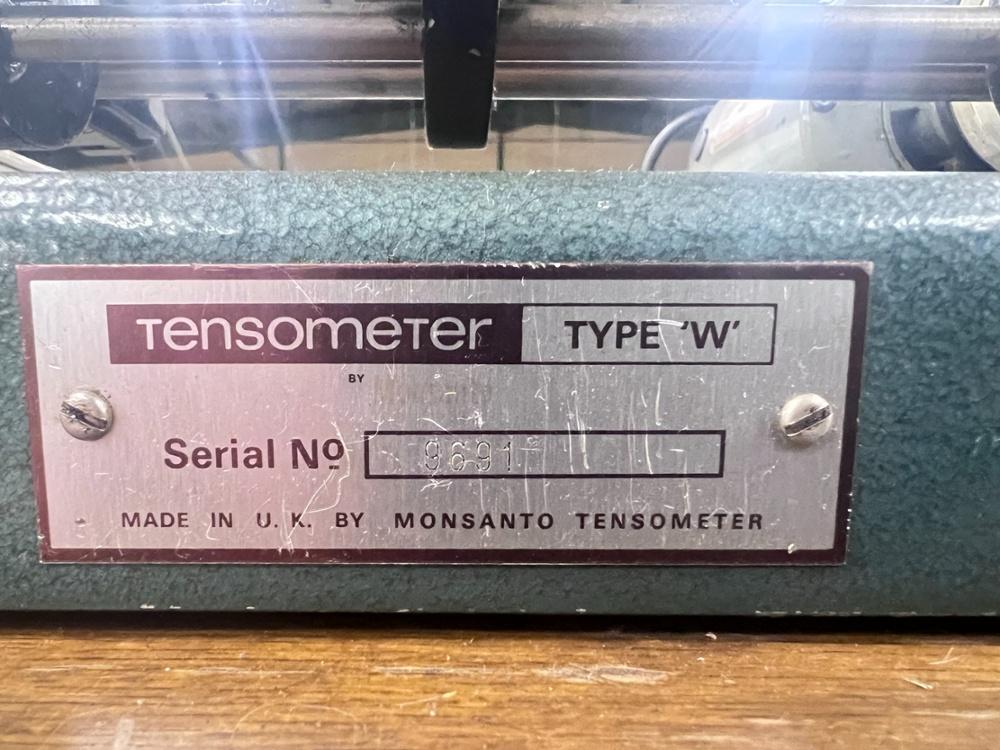 Tensometer TYPE 'W'
BY
Serial Nº 9691
MADE IN U. K. BY MONSANTO TENSOMETER